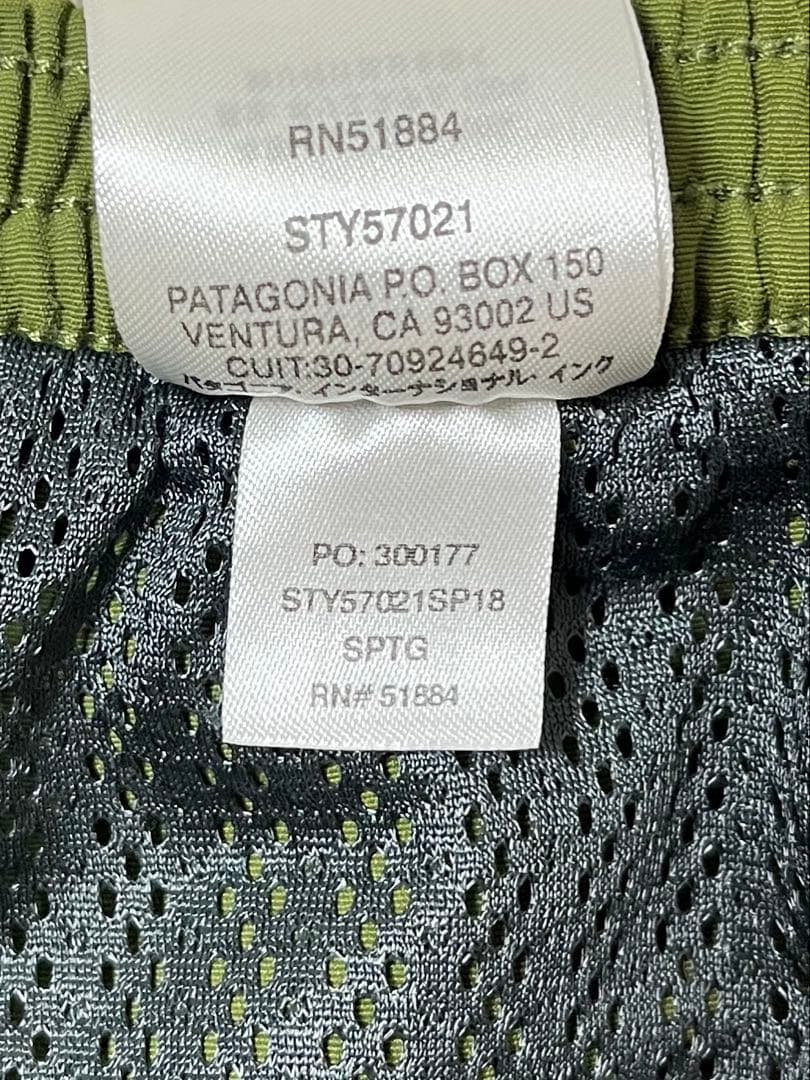 RN51884
STY57021
PATAGONIA P.O. BOX 150
VENTURA, CA 93002 US
CUIT:30-70924649-2
パタゴニア・インターナショナル・インク
PO: 300177
STY57021SP18
SPTG
RN# 51884